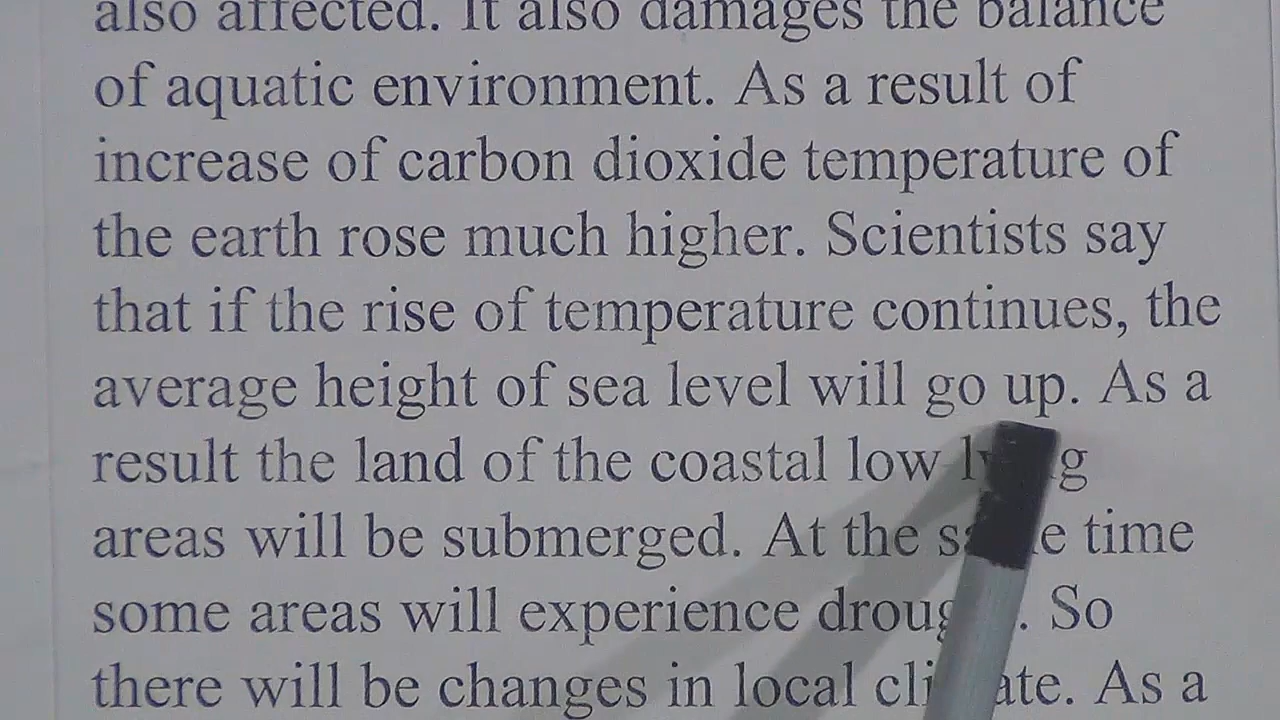 also affected. It also damages the balance
of aquatic environment. As a result of
increase of carbon dioxide temperature of
the earth rose much higher. Scientists say
that if the rise of temperature continues, the
average height of sea level will go up. As a
result the land of the coastal low
areas will be submerged. At the time
some areas will experience So
there will be changes in local As a